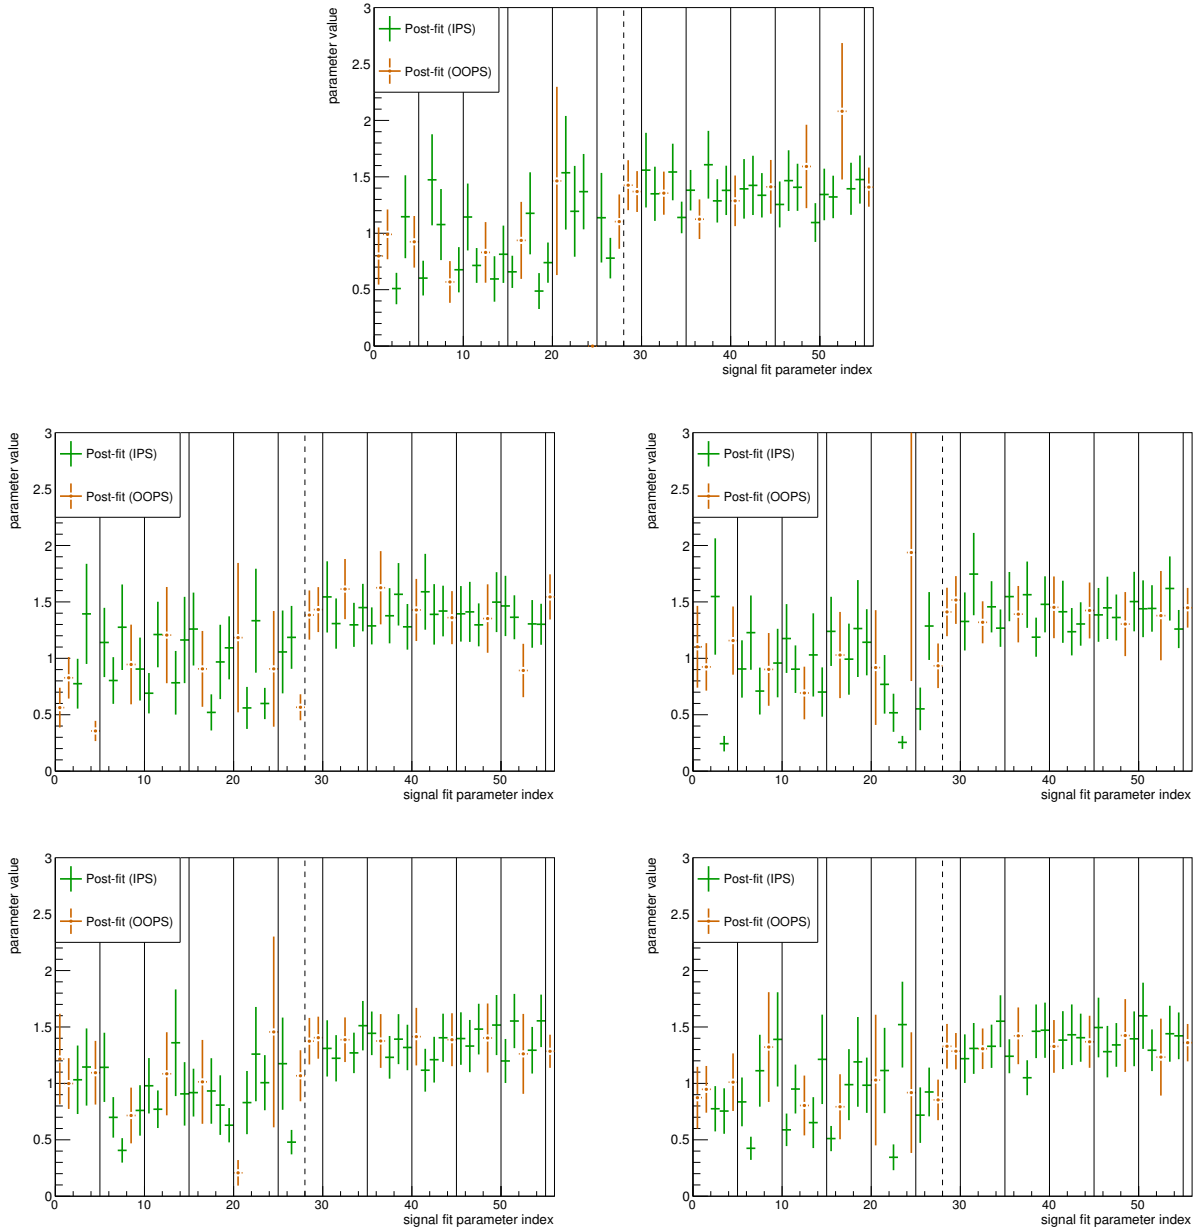 parameter value
3
Post-fit (IPS)
2.5
Post-fit (OOPS)
2
1.5
1
0.5
0
0 10 20 30 40 50
signal fit parameter index
parameter value
3
Post-fit (IPS)
2.5
Post-fit (OOPS)
2
1.5
1
0.5
0
0 10 20 30 40 50
signal fit parameter index
parameter value
3
Post-fit (IPS)
2.5
Post-fit (OOPS)
2
1.5
1
0.5
0
0 10 20 30 40 50
signal fit parameter index
parameter value
3
Post-fit (IPS)
2.5
Post-fit (OOPS)
2
1.5
1
0.5
0
0 10 20 30 40 50
signal fit parameter index
parameter value
3
Post-fit (IPS)
2.5
Post-fit (OOPS)
2
1.5
1
0.5
0
0 10 20 30 40 50
signal fit parameter index